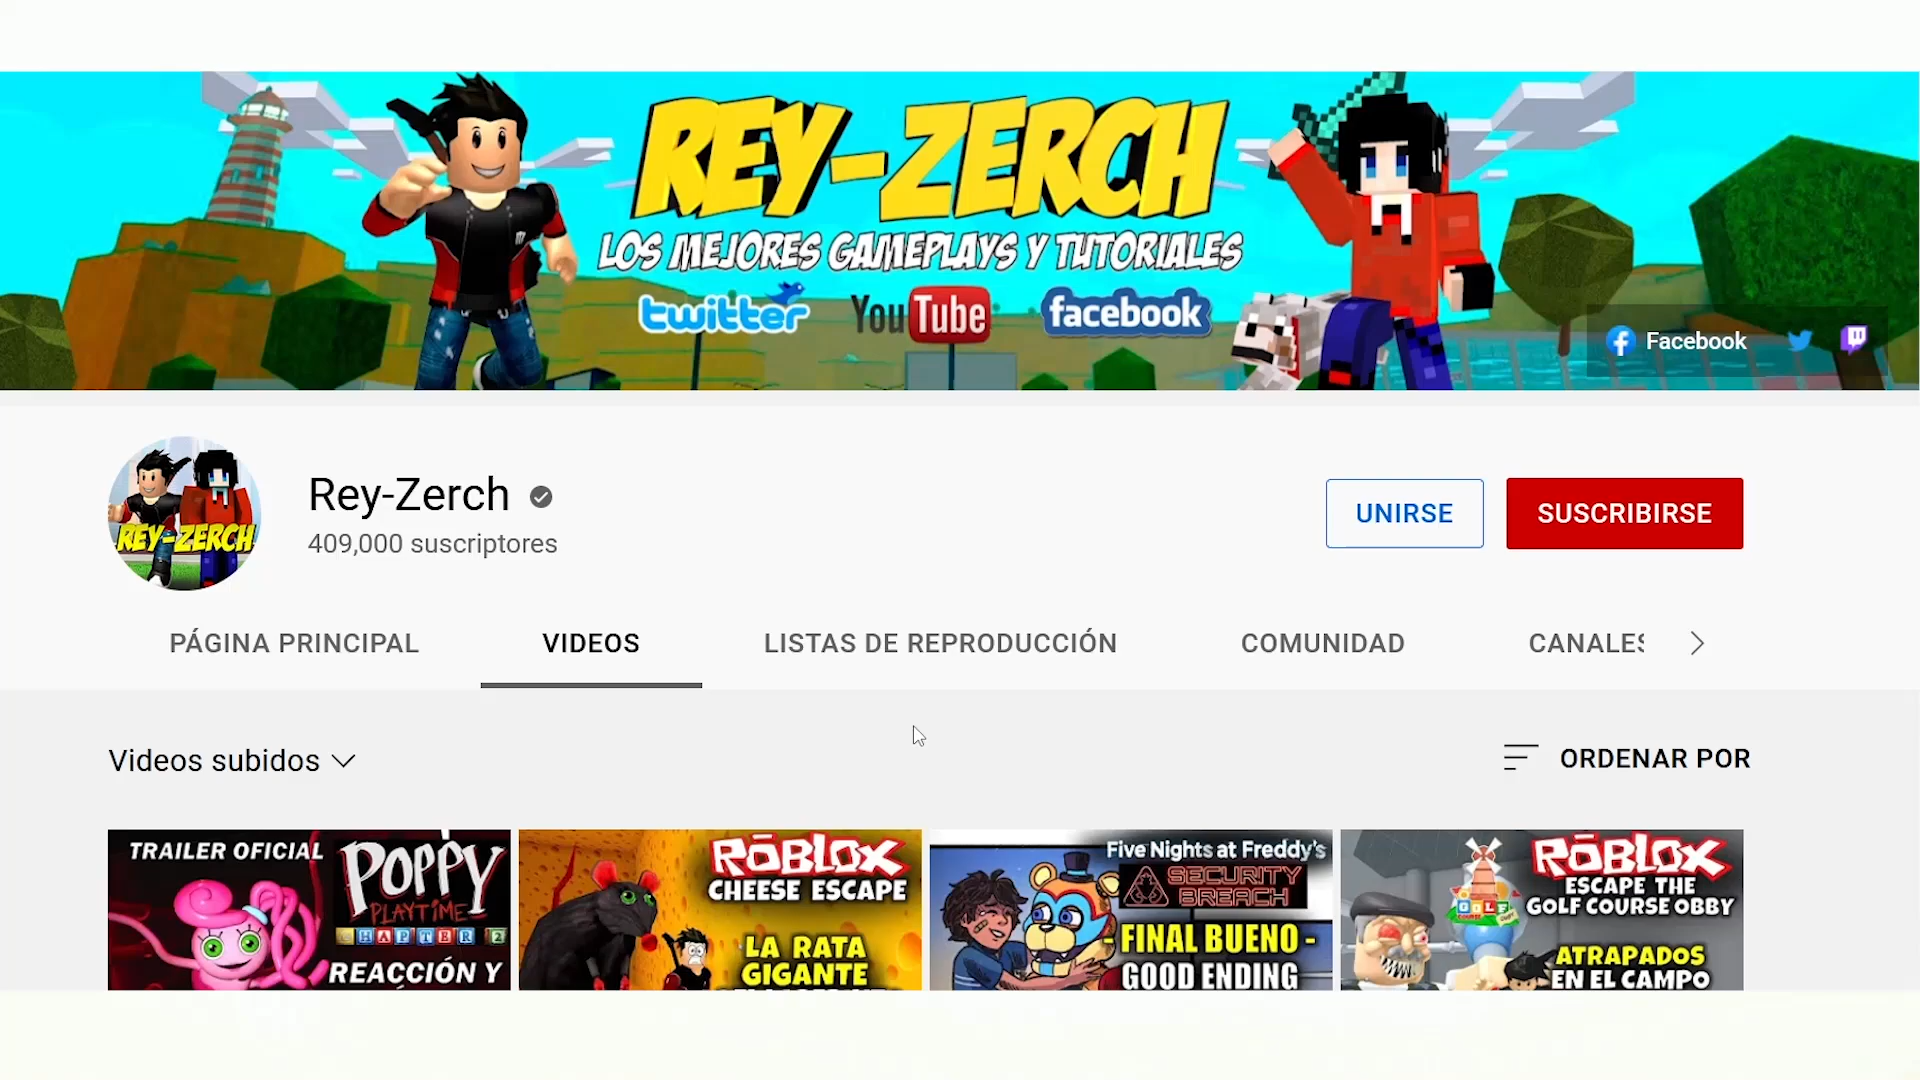 REY-ZERCH
LOS MEJORES GAMEPLAYS Y TUTORIALES
twitter YouTube facebook
Facebook
REY-ZERCH
Rey-Zerch
409,000 suscriptores
UNIRSE
SUSCRIBIRSE
PÁGINA PRINCIPAL VIDEOS LISTAS DE REPRODUCCIÓN COMUNIDAD CANALES
Videos subidos
ORDENAR POR
TRAILER OFICIAL
POPPY
PLAYTIME
CHAPTER 2
REACCIÓN Y
ROBLOX
CHEESE ESCAPE
LA RATA
GIGANTE
Five Nights at Freddy's
SECURITY
BREACH
- FINAL BUENO -
GOOD ENDING
ROBLOX
ESCAPE THE
GOLF COURSE OBBY
GOLF
ATRAPADOS
EN EL CAMPO